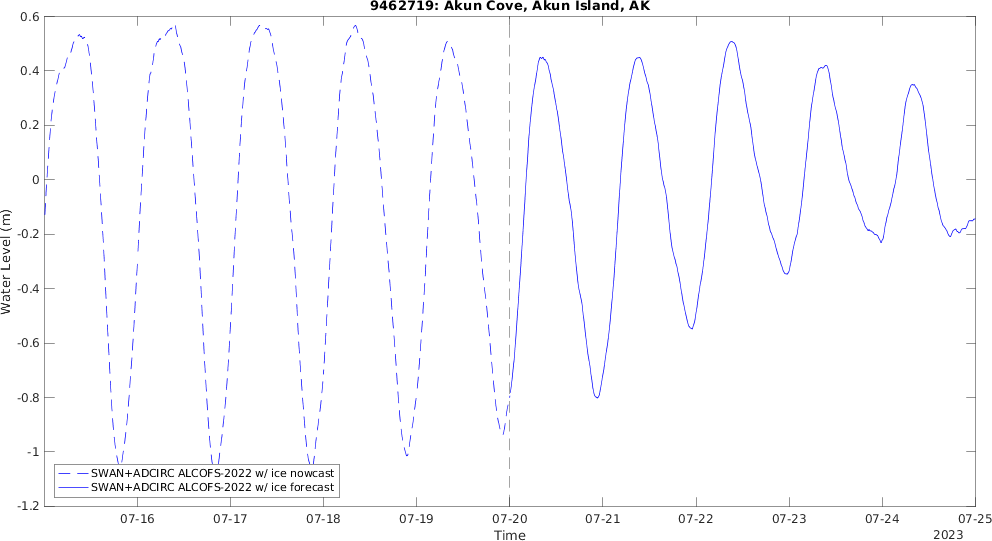 9462719: Akun Cove, Akun Island, AK
0.6
0.4
0.2
0
-0.2
-0.4
-0.6
-0.8
-1
-1.2
Water Level (m)
SWAN+ADCIRC ALCOFS-2022 w/ ice nowcast
SWAN+ADCIRC ALCOFS-2022 w/ ice forecast
07-16 07-17 07-18 07-19 07-20 07-21 07-22 07-23 07-24 07-25
Time
2023